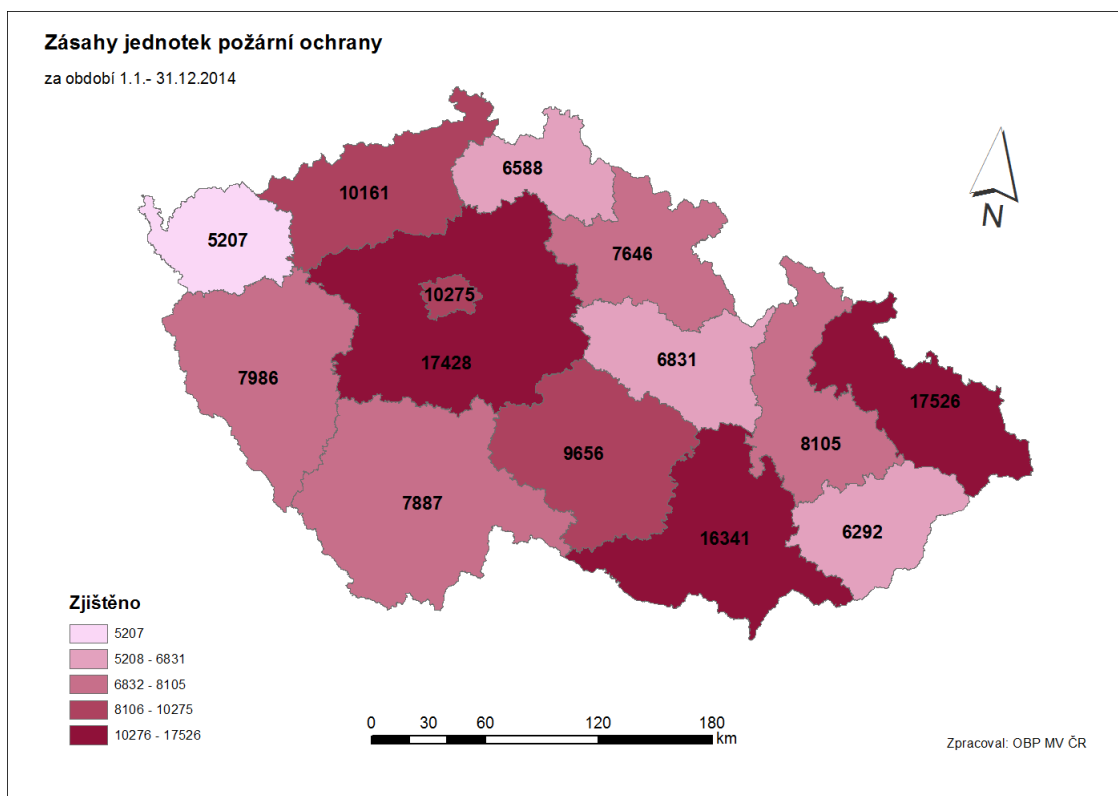 Zásahy jednotek požární ochrany
za období 1.1.- 31.12.2014
6588
10161
5207
7646
10275
6831
17428
7986
17526
8105
9656
7887
16341
6292
N
Zjištěno
5207
5208 - 6831
6832 - 8105
8106 - 10275
10276 - 17526
0 30 60 120 180
km
Zpracoval: OBP MV ČR